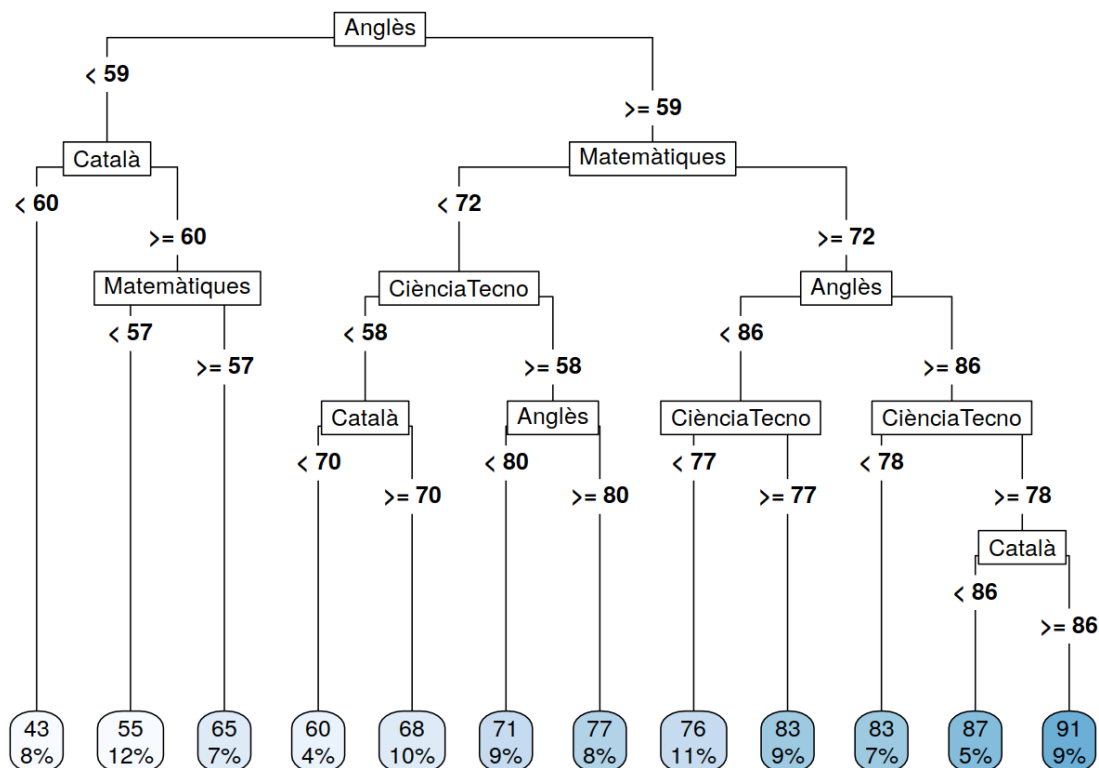 Anglès
< 59
>= 59
Català
Matemàtiques
< 60
< 72
>= 60
>= 72
Matemàtiques
CiènciaTecno
Anglès
< 57
< 58
< 86
>= 57
>= 58
>= 86
Català
Anglès
CiènciaTecno
CiènciaTecno
< 70
< 80
< 77
< 78
>= 70
>= 80
>= 77
>= 78
Català
< 86
>= 86
43 55 65 60 68 71 77 76 83 83 87 91
8% 12% 7% 4% 10% 9% 8% 11% 9% 7% 5% 9%